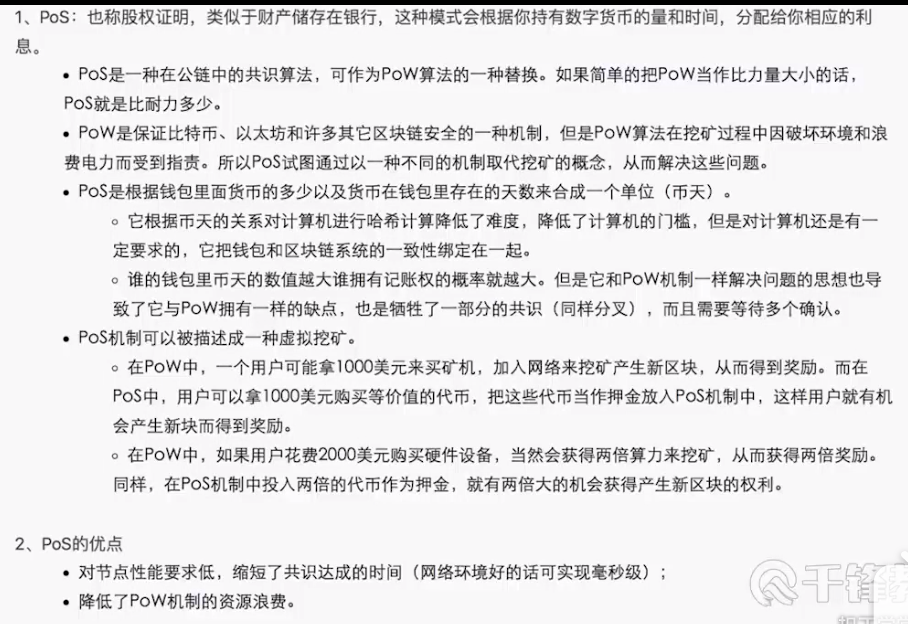 1、PoS：也称股权证明，类似于财产储存在银行，这种模式会根据你持有数字货币的量和时间，分配给你相应的利
息。
• PoS是一种在公链中的共识算法，可作为PoW算法的一种替换。如果简单的把PoW当作比力量大小的话，
PoS就是比耐力多少。
• PoW是保证比特币、以太坊和许多其它区块链安全的一种机制，但是PoW算法在挖矿过程中因破坏环境和浪
费电力而受到指责。所以PoS试图通过以一种不同的机制取代挖矿的概念，从而解决这些问题。
• PoS是根据钱包里面货币的多少以及货币在钱包里存在的天数来合成一个单位（币天）。
◦ 它根据币天的关系对计算机进行哈希计算降低了难度，降低了计算机的门槛，但是对计算机还是有一
定要求的，它把钱包和区块链系统的一致性绑定在一起。
◦ 谁的钱包里币天的数值越大谁拥有记账权的概率就越大。但是它和PoW机制一样解决问题的思想也导
致了它与PoW拥有一样的缺点，也是牺牲了一部分的共识（同样分叉），而且需要等待多个确认。
• PoS机制可以被描述成一种虚拟挖矿。
◦ 在PoW中，一个用户可能拿1000美元来买矿机，加入网络来挖矿产生新区块，从而得到奖励。而在
PoS中，用户可以拿1000美元购买等价值的代币，把这些代币当作押金放入PoS机制中，这样用户就有机
会产生新块而得到奖励。
◦ 在PoW中，如果用户花费2000美元购买硬件设备，当然会获得两倍算力来挖矿，从而获得两倍奖励。
同样，在PoS机制中投入两倍的代币作为押金，就有两倍大的机会获得产生新区块的权利。
2、PoS的优点
• 对节点性能要求低，缩短了共识达成的时间（网络环境好的话可实现毫秒级）；
• 降低了PoW机制的资源浪费。
千锋